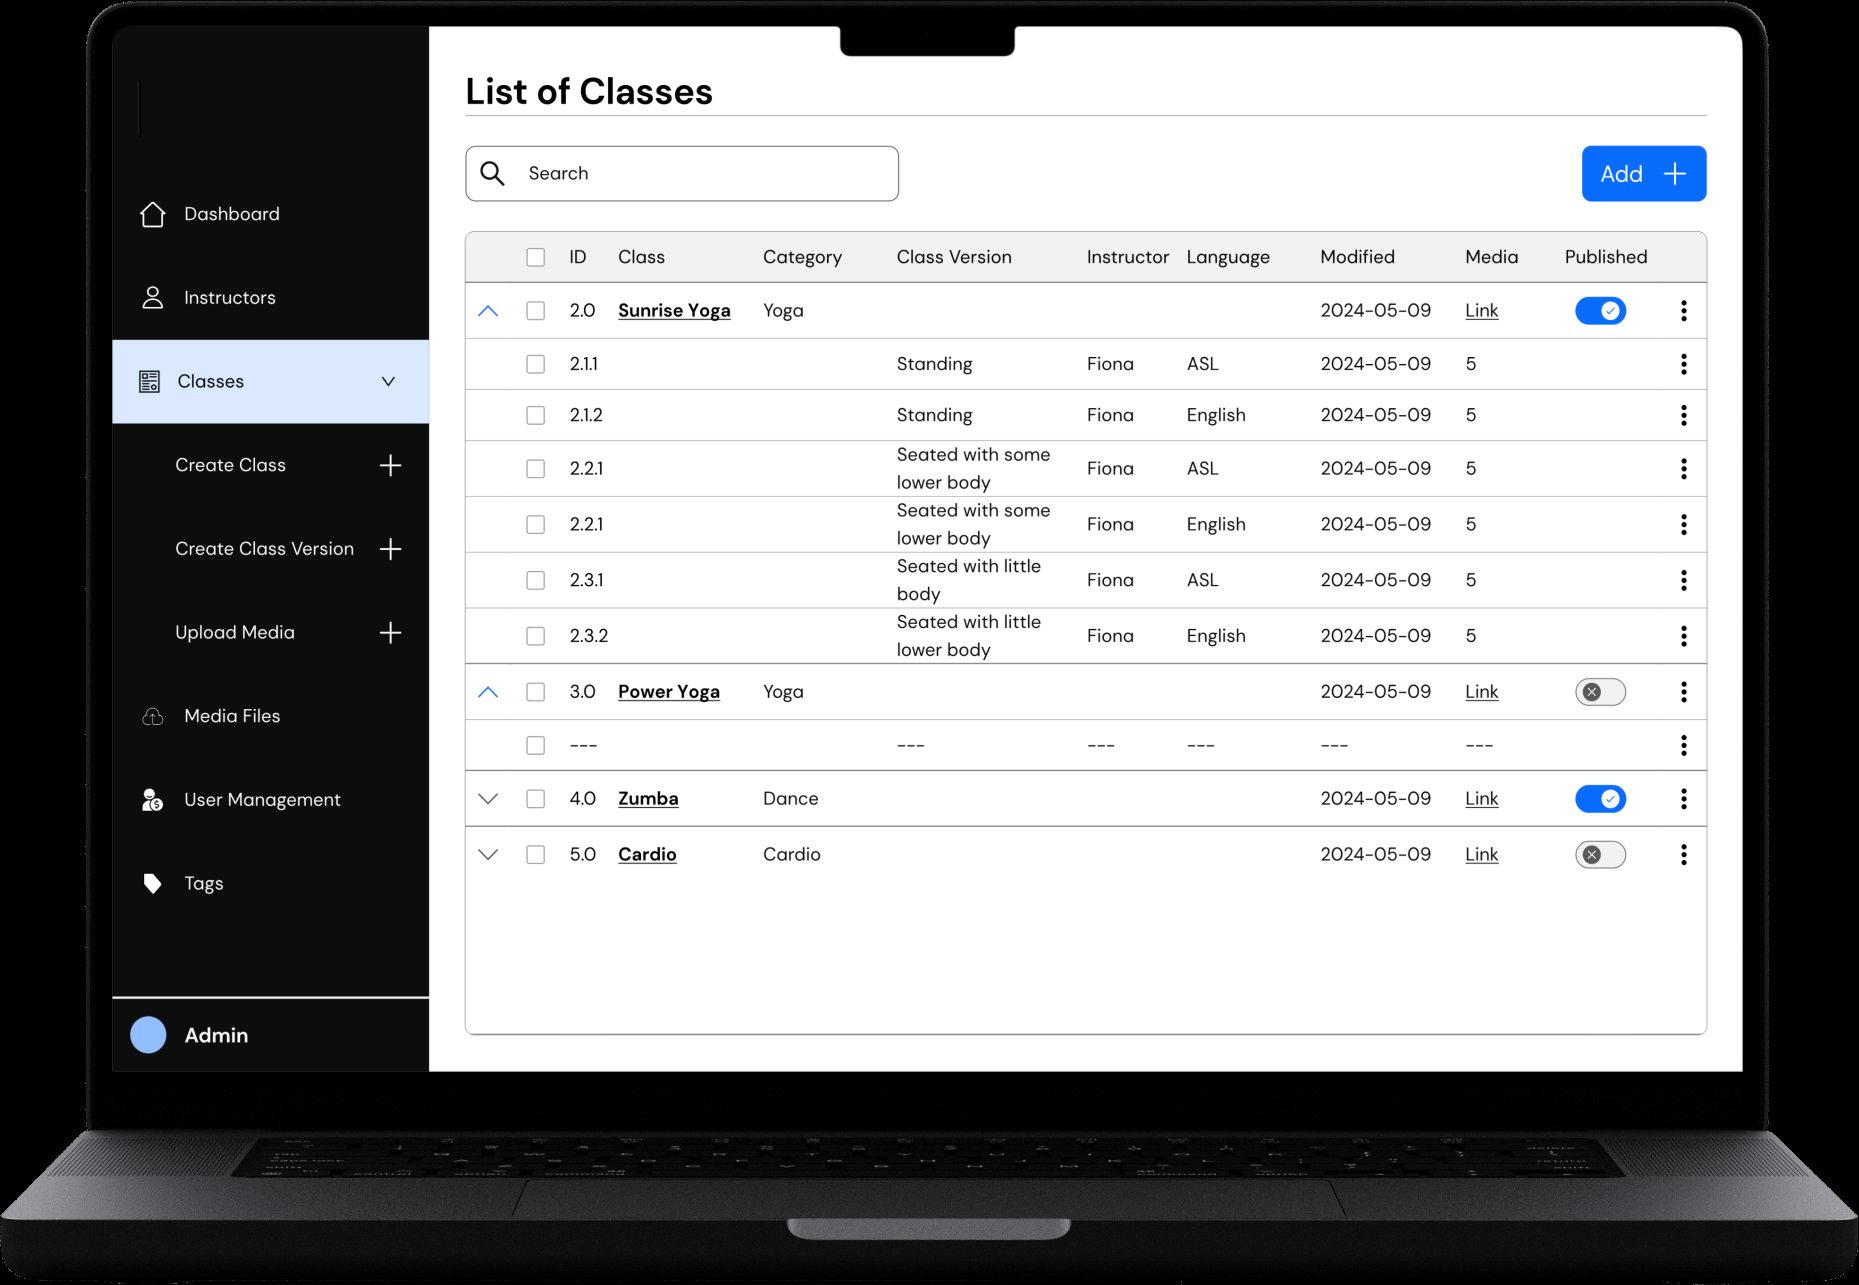 List of Classes
Search
Add
Dashboard
Instructors
Classes
Create Class
Create Class Version
Upload Media
Media Files
User Management
Tags
Admin
ID Class Category Class Version Instructor Language Modified Media Published
2.0 Sunrise Yoga Yoga 2024-05-09 Link
2.1.1 Standing Fiona ASL 2024-05-09 5
2.1.2 Standing Fiona English 2024-05-09 5
2.2.1 Seated with some Fiona ASL 2024-05-09 5
lower body
2.2.1 Seated with some Fiona English 2024-05-09 5
lower body
2.3.1 Seated with little Fiona ASL 2024-05-09 5
body
2.3.2 Seated with little Fiona English 2024-05-09 5
lower body
3.0 Power Yoga Yoga 2024-05-09 Link
--- --- --- --- --- ---
4.0 Zumba Dance 2024-05-09 Link
5.0 Cardio Cardio 2024-05-09 Link